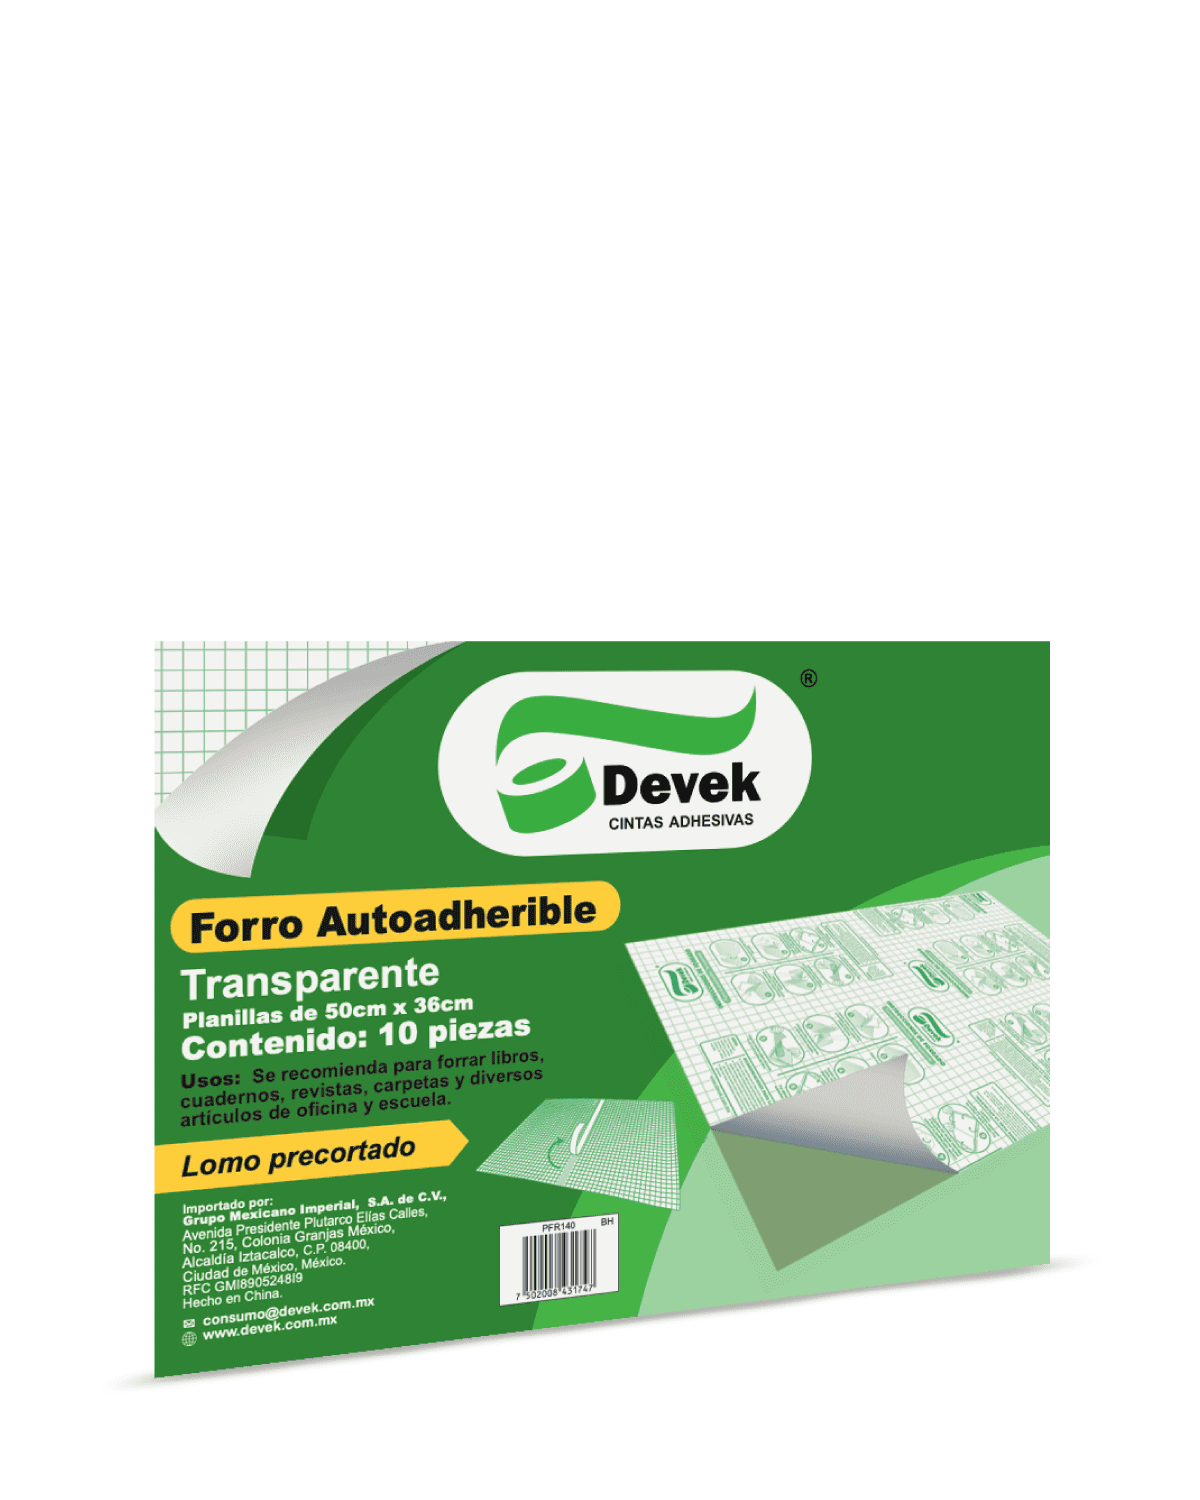 ®
Devek
CINTAS ADHESIVAS
Forro Autoadherible
Transparente
Planillas de 50cm x 36cm
Contenido: 10 piezas
Usos: Se recomienda para forrar libros,
cuadernos, revistas, carpetas y diversos
artículos de oficina y escuela.
Lomo precortado
Importado por:
Grupo Mexicano Imperial, S.A. de C.V.,
Avenida Presidente Plutarco Elías Calles,
No. 215, Colonia Granjas México,
Alcaldía Iztacalco, C.P. 08400,
Ciudad de México, México.
RFC GMI8905248I9
Hecho en China.
consumo@devek.com.mx
www.devek.com.mx
PFR140 BH
7 502008 431747